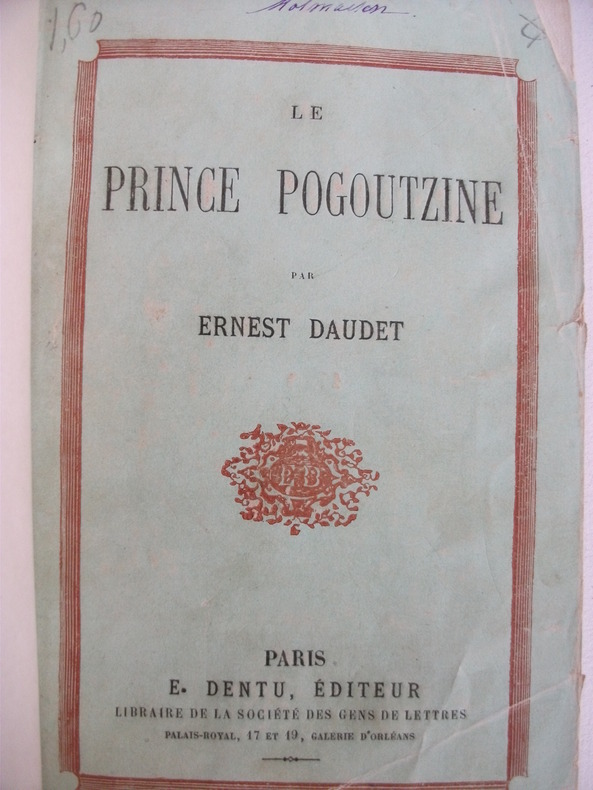 1,60
Malmaison
LE
PRINCE POGOUTZINE
PAR
ERNEST DAUDET
PARIS
E. DENTU, ÉDITEUR
LIBRAIRE DE LA SOCIÉTÉ DES GENS DE LETTRES
PALAIS-ROYAL, 17 ET 19, GALERIE D'ORLÉANS